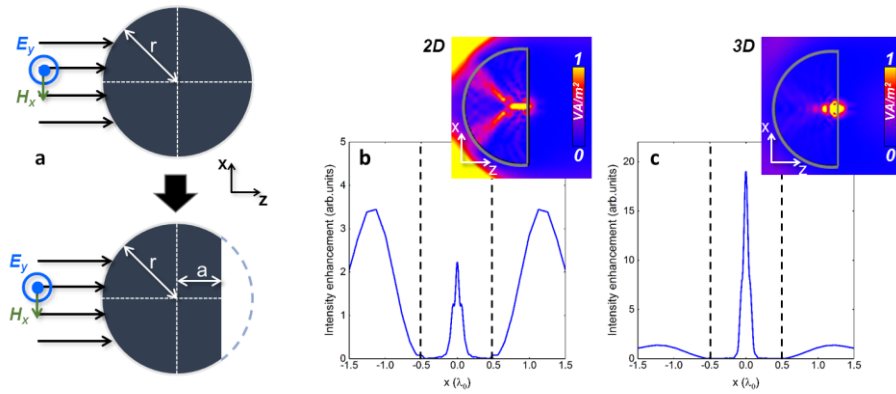 E_y
r
H_x
a
x
z
E_y
r
a
H_x
2D
1
VA/m²
0
x
z
b
Intensity enhancement (arb.units)
5
4
3
2
1
0
-1.5 -1.0 -0.5 0.0 0.5 1.0 1.5
x (λ₀)
3D
1
VA/m²
0
x
z
c
Intensity enhancement (arb.units)
20
15
10
5
0
-1.5 -1.0 -0.5 0.0 0.5 1.0 1.5
x (λ₀)